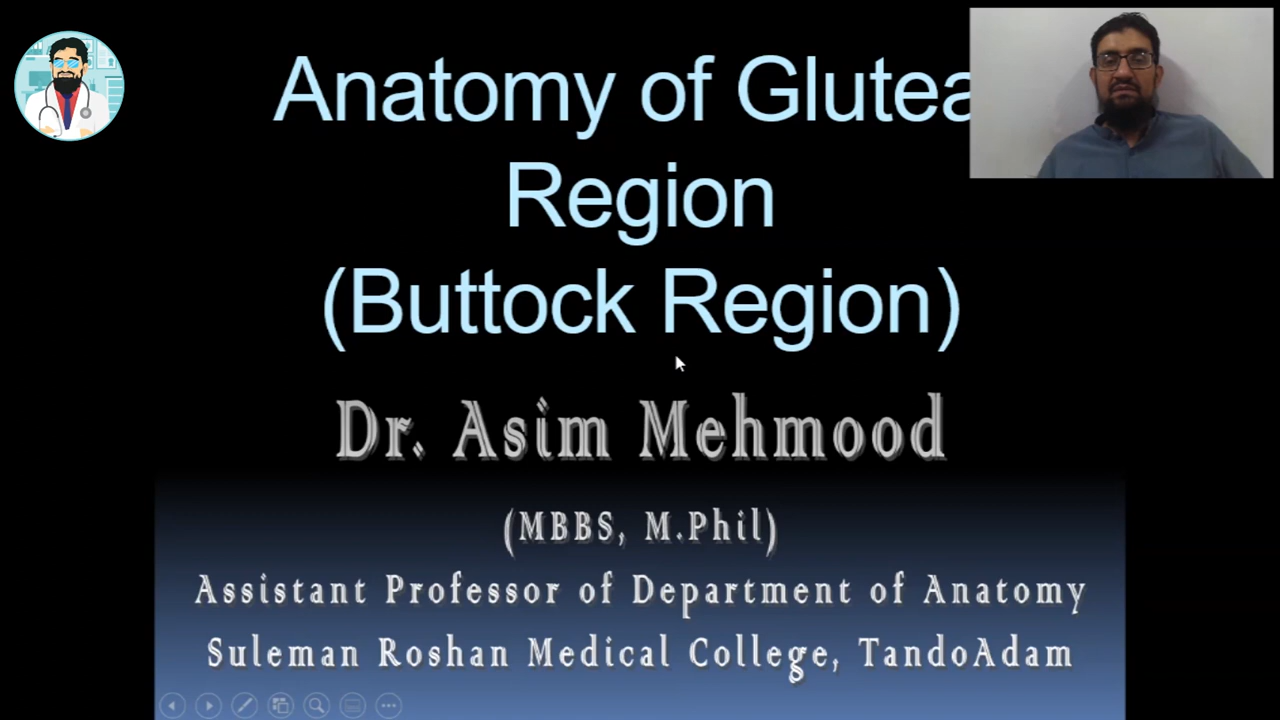 Anatomy of Glutea
Region
(Buttock Region)
Dr. Asim Mehmood
(MBBS, M.Phil)
Assistant Professor of Department of Anatomy
Suleman Roshan Medical College, TandoAdam